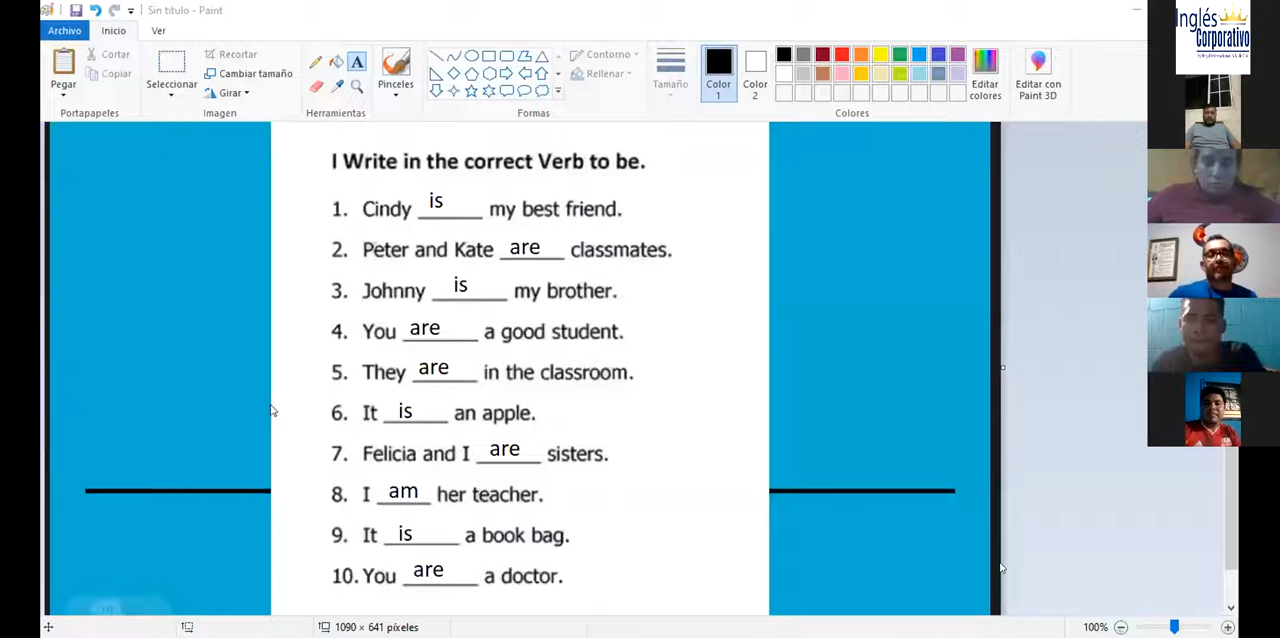 Sin título - Paint
Archivo Inicio Ver
Pegar
Cortar
Copiar
Portapapeles
Seleccionar
Recortar
Cambiar tamaño
Girar
Imagen
A
Herramientas
Pinceles
Contorno
Rellenar
Formas
Tamaño
Color 1
Color 2
Editar colores
Editar con Paint 3D
Colores
Inglés
Corporativo
I Write in the correct Verb to be.
1. Cindy is my best friend.
2. Peter and Kate are classmates.
3. Johnny is my brother.
4. You are a good student.
5. They are in the classroom.
6. It is an apple.
7. Felicia and I are sisters.
8. I am her teacher.
9. It is a book bag.
10. You are a doctor.
1090 × 641 píxeles
100%